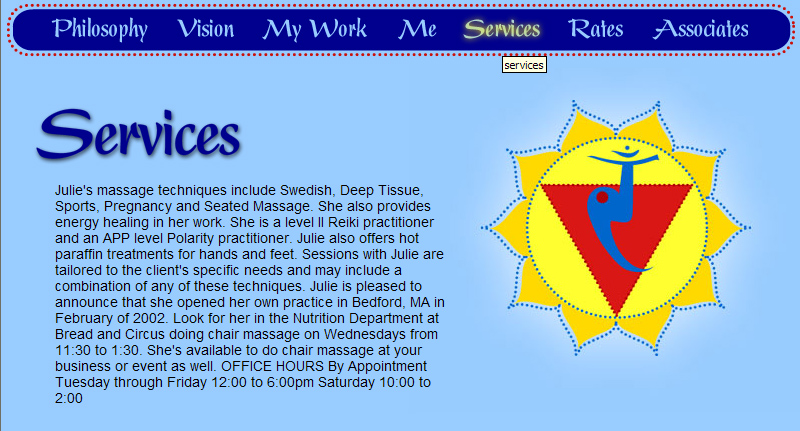 Philosophy Vision My Work Me Services Rates Associates
services
Services
Julie's massage techniques include Swedish, Deep Tissue,
Sports, Pregnancy and Seated Massage. She also provides
energy healing in her work. She is a level II Reiki practitioner
and an APP level Polarity practitioner. Julie also offers hot
paraffin treatments for hands and feet. Sessions with Julie are
tailored to the client's specific needs and may include a
combination of any of these techniques. Julie is pleased to
announce that she opened her own practice in Bedford, MA in
February of 2002. Look for her in the Nutrition Department at
Bread and Circus doing chair massage on Wednesdays from
11:30 to 1:30. She's available to do chair massage at your
business or event as well. OFFICE HOURS By Appointment
Tuesday through Friday 12:00 to 6:00pm Saturday 10:00 to
2:00